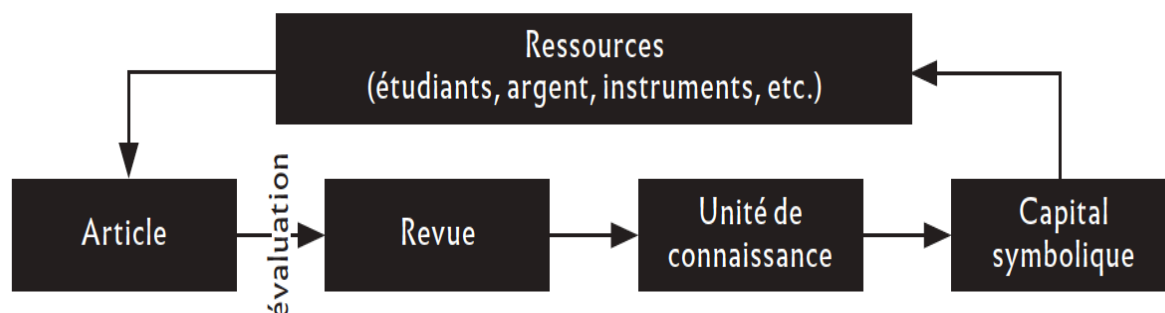 Ressources
(étudiants, argent, instruments, etc.)
Article
évaluation
Revue
Unité de
connaissance
Capital
symbolique